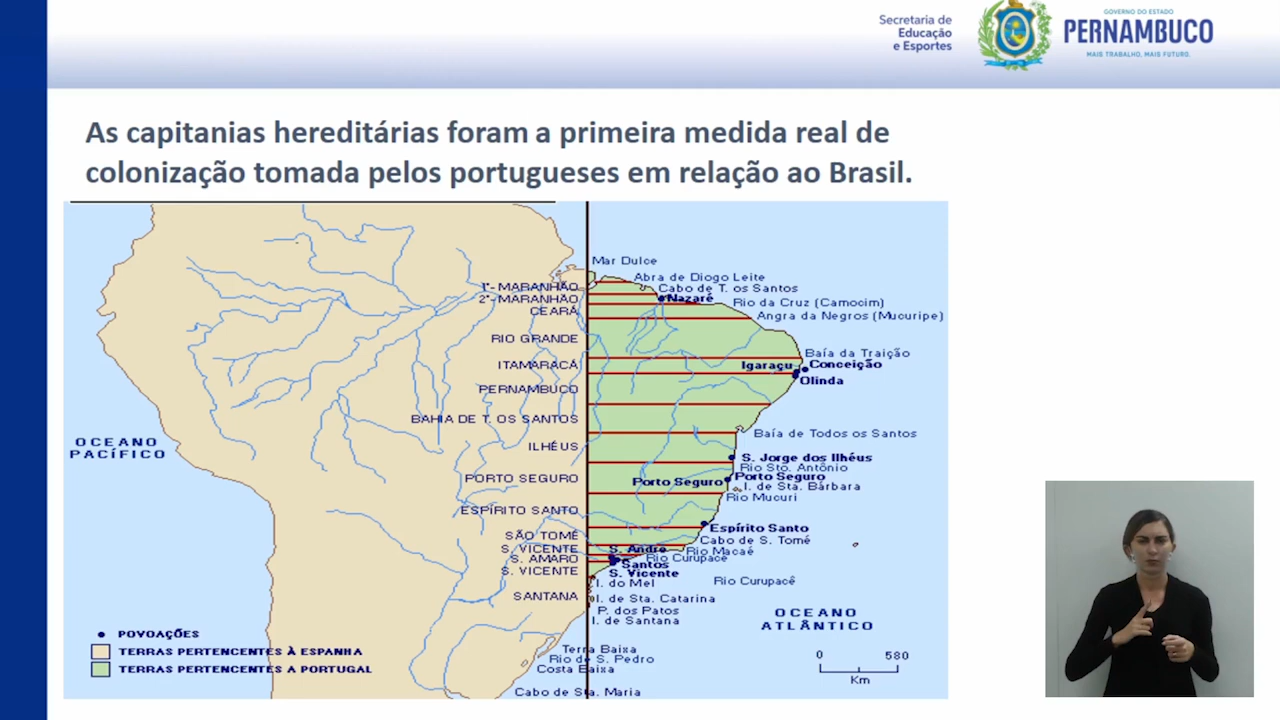 Secretaria de
Educação
e Esportes
GOVERNO DO ESTADO
PERNAMBUCO
MAIS TRABALHO, MAIS FUTURO.
As capitanias hereditárias foram a primeira medida real de
colonização tomada pelos portugueses em relação ao Brasil.
Mar Dulce
Abra de Diogo Leite
1º- MARANHÃO
Cabo de T. os Santos
2º- MARANHÃO
Nazaré
Rio da Cruz (Camocim)
CEARÁ
Angra da Negros (Mucuripe)
RIO GRANDE
Baía da Traição
ITAMARACÁ
Igaraçu
Conceição
Olinda
PERNAMBUCO
BAHIA DE T. OS SANTOS
Baía de Todos os Santos
OCEANO
PACÍFICO
ILHÉUS
S. Jorge dos Ilhéus
Rio Sto. Antônio
PORTO SEGURO
Porto Seguro
Porto Seguro
I. de Sta. Bárbara
Rio Mucuri
ESPÍRITO SANTO
Espírito Santo
SÃO TOMÉ
Cabo de S. Tomé
S. VICENTE
S. André
Rio Macaé
S. AMARO
Rio Curupacê
Santos
S. VICENTE
S. Vicente
I. do Mel
Rio Curupacê
SANTANA
I. de Sta. Catarina
P. dos Patos
I. de Santana
OCEANO
ATLÂNTICO
POVOAÇÕES
TERRAS PERTENCENTES À ESPANHA
TERRAS PERTENCENTES A PORTUGAL
Terra Baixa
Rio de S. Pedro
Costa Baixa
Cabo de Sta. Maria
0 580
Km